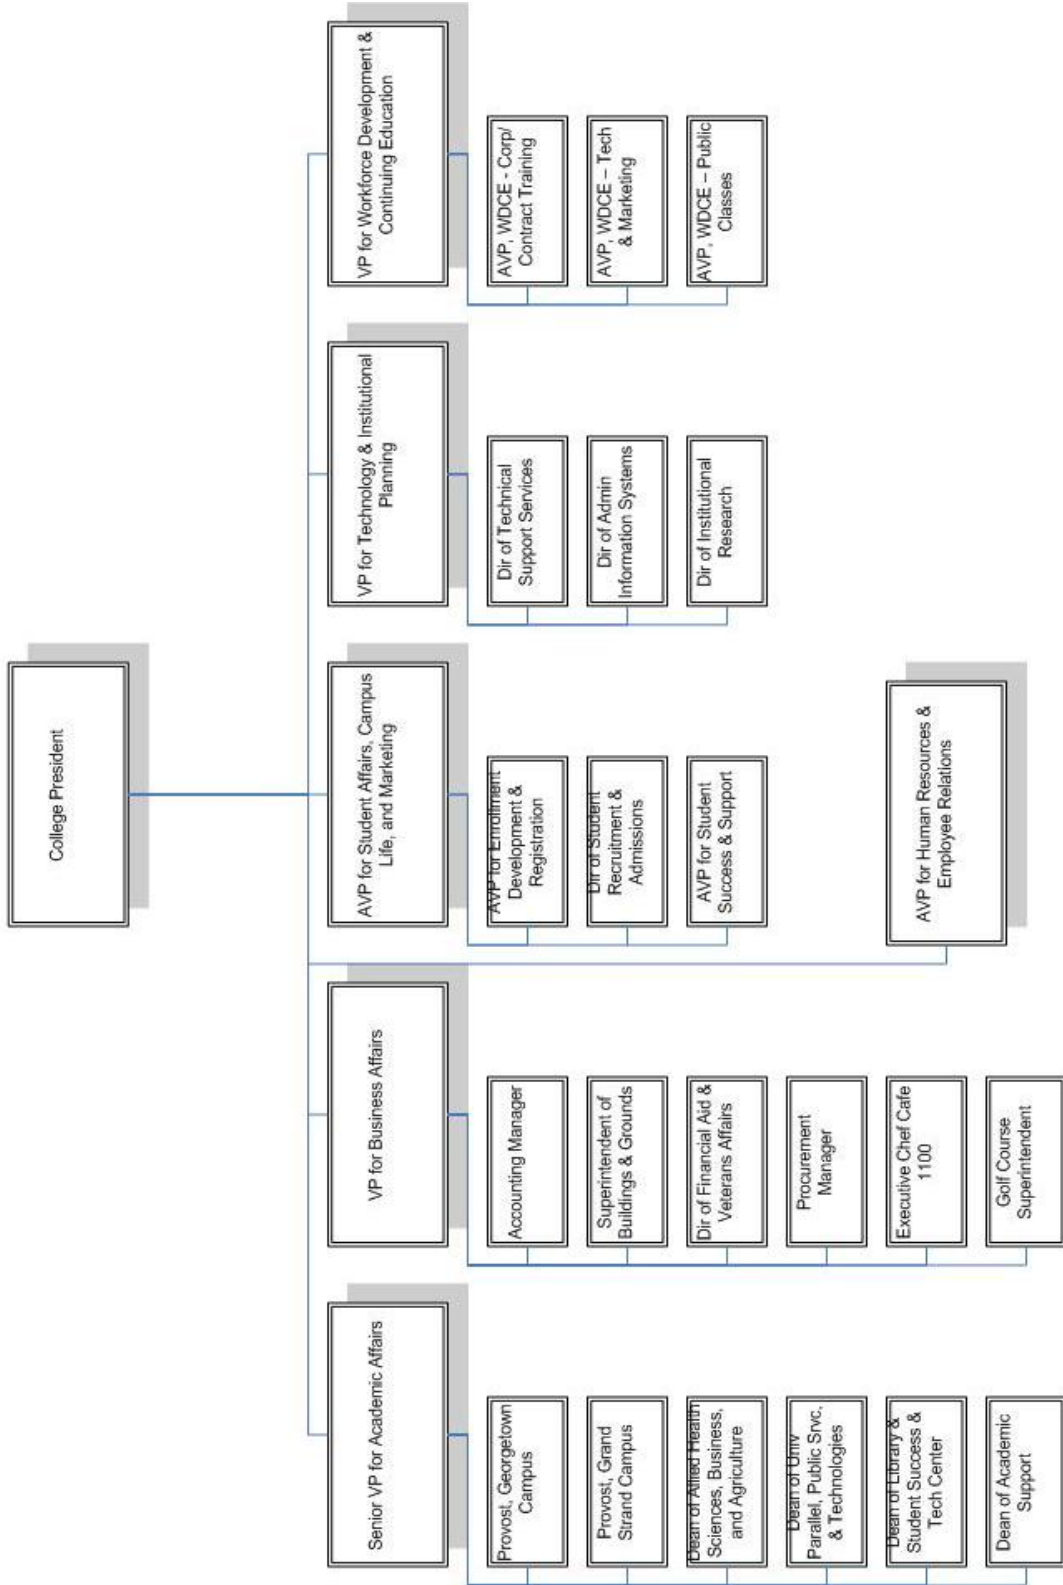 College President
Senior VP for Academic Affairs
Provost, Georgetown
Campus
Provost, Grand
Strand Campus
Dean of Allied Health
Sciences, Business,
and Agriculture
Dean of Univ
Parallel, Public Srvc,
& Technologies
Dean of Library &
Student Success &
Tech Center
Dean of Academic
Support
VP for Business Affairs
Accounting Manager
Superintendent of
Buildings & Grounds
Dir of Financial Aid &
Veterans Affairs
Procurement
Manager
Executive Chef Cafe
1100
Golf Course
Superintendent
AVP for Student Affairs, Campus
Life, and Marketing
AVP for Enrollment
Development &
Registration
Dir of Student
Recruitment &
Admissions
AVP for Student
Success & Support
AVP for Human Resources &
Employee Relations
VP for Technology & Institutional
Planning
Dir of Technical
Support Services
Dir of Admin
Information Systems
Dir of Institutional
Research
VP for Workforce Development &
Continuing Education
AVP, WDCE - Corp/
Contract Training
AVP, WDCE – Tech
& Marketing
AVP, WDCE – Public
Classes